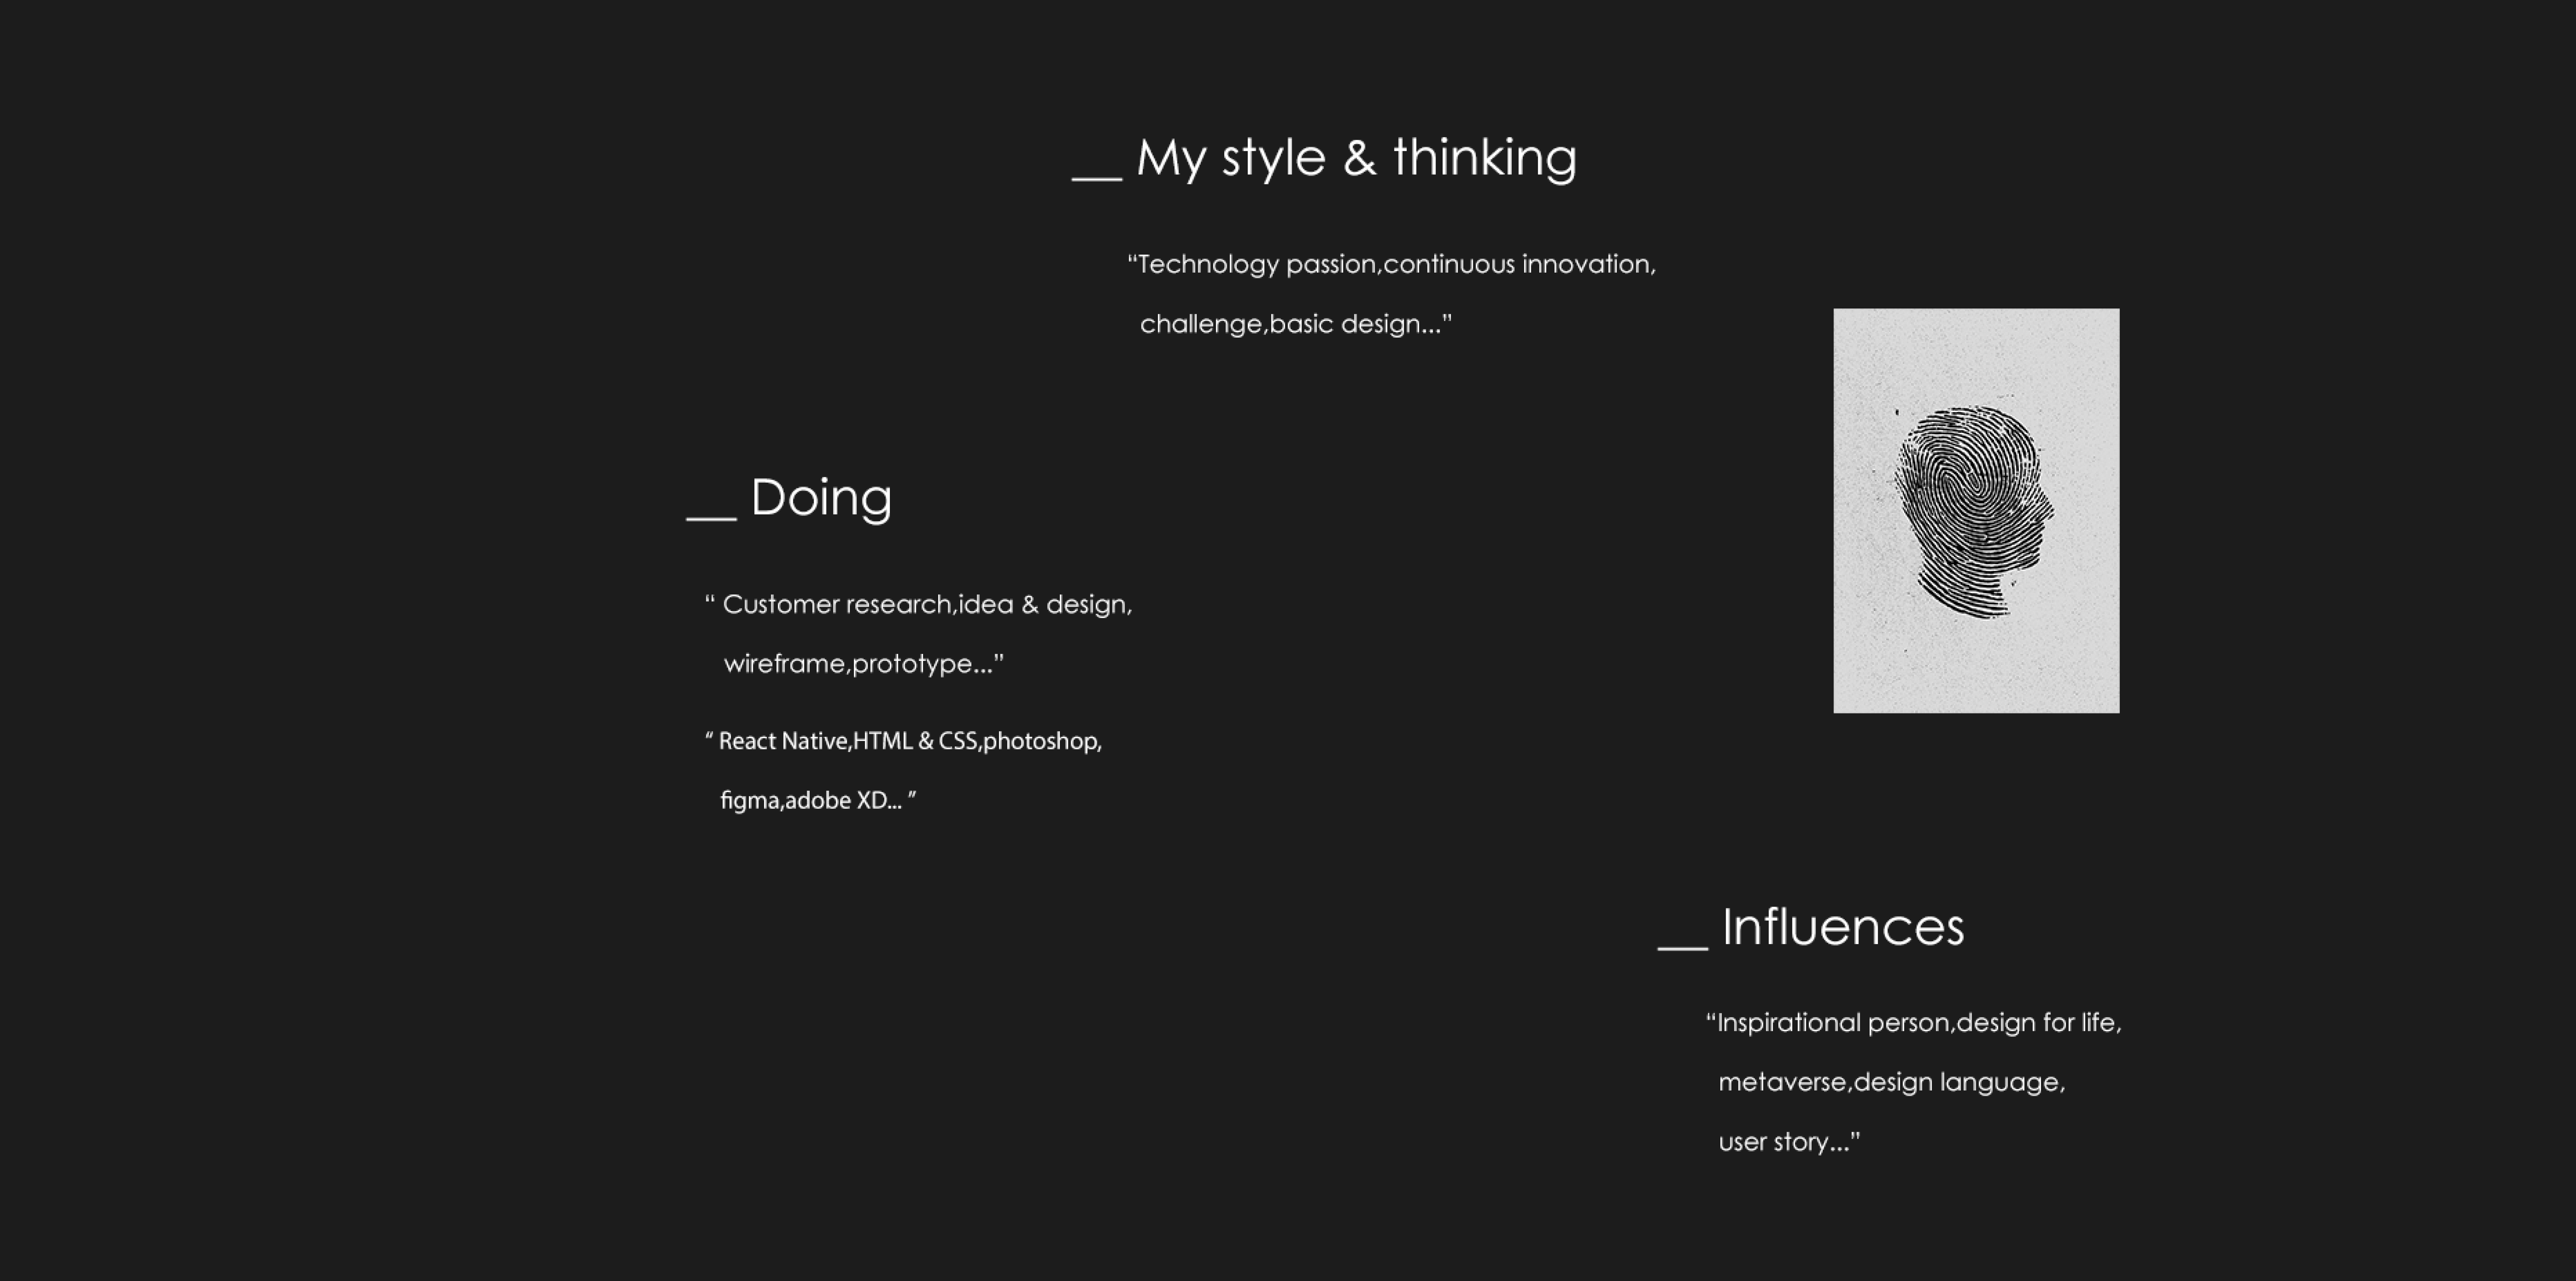 __ My style & thinking
“Technology passion,continuous innovation,
challenge,basic design...”
__ Doing
“ Customer research,idea & design,
wireframe,prototype...”
“ React Native,HTML & CSS,photoshop,
figma,adobe XD... ”
__ Influences
“Inspirational person,design for life,
metaverse,design language,
user story...”